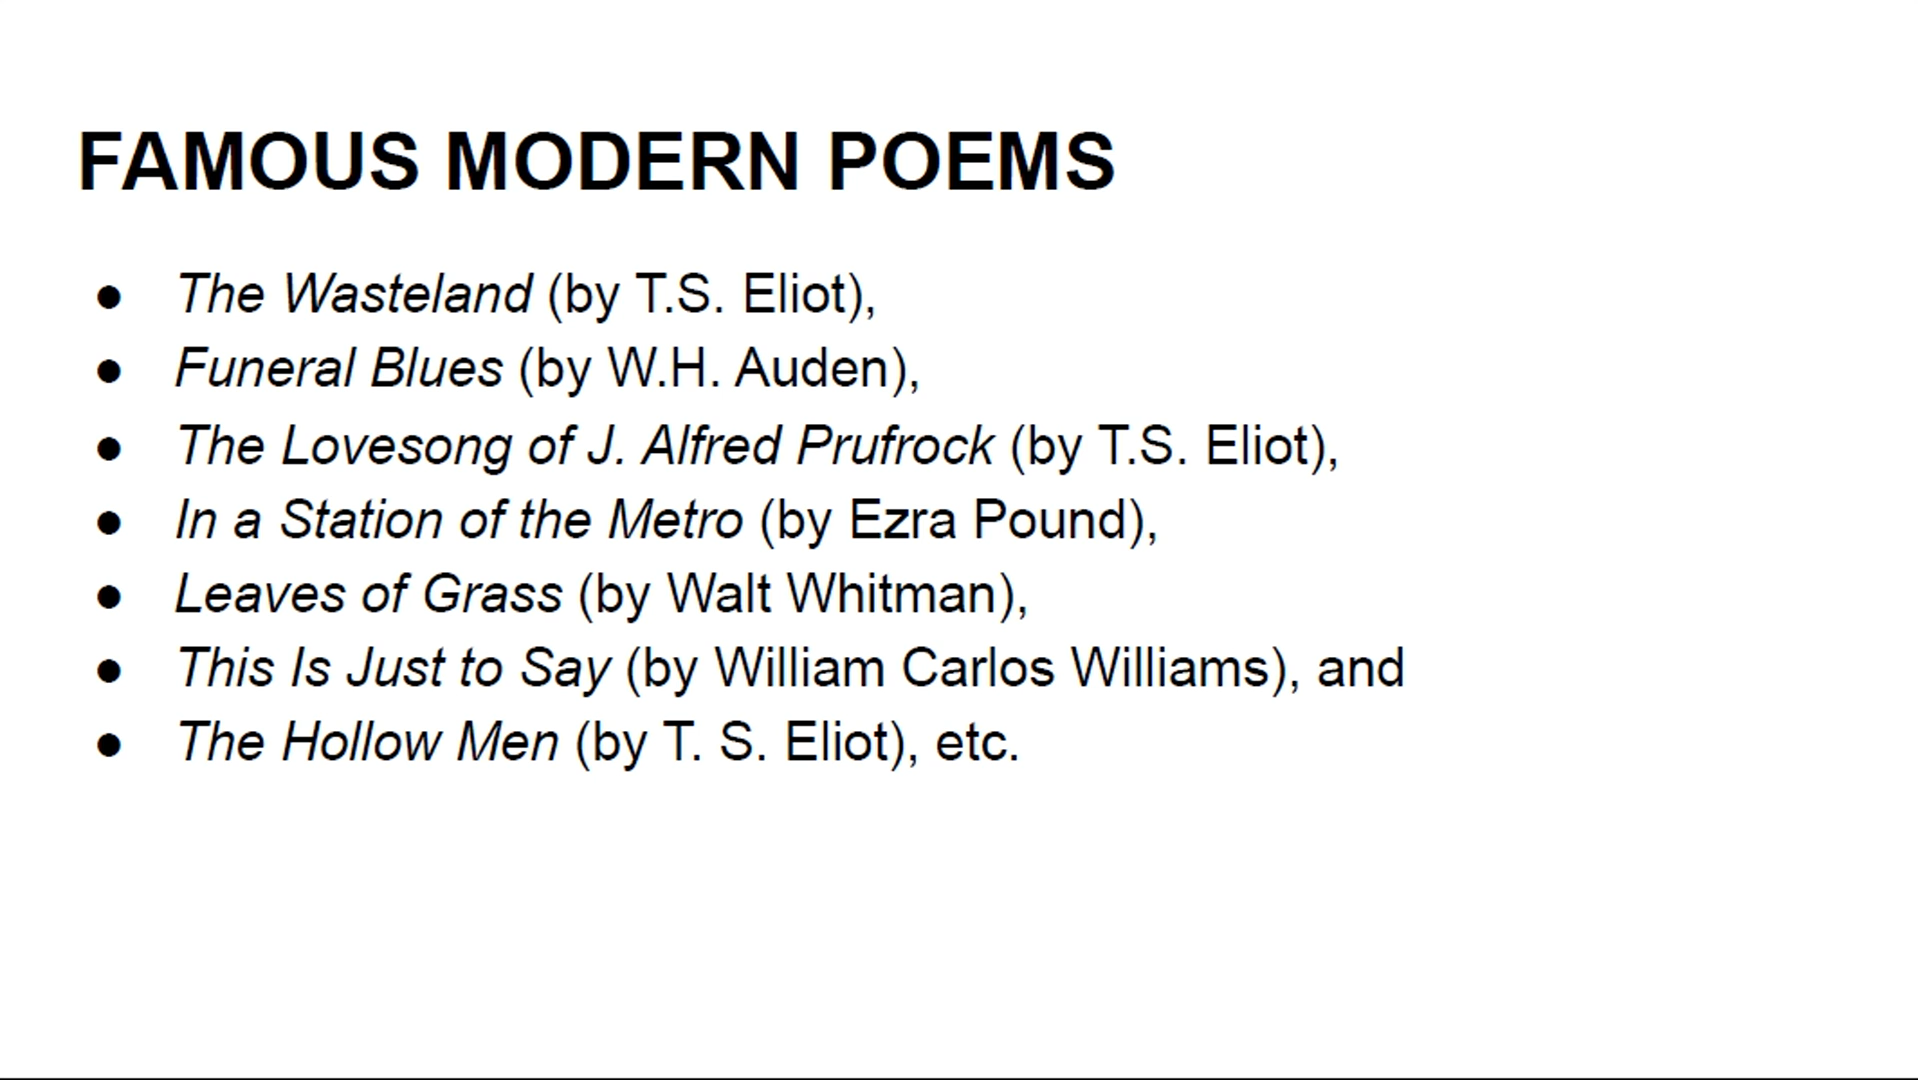 FAMOUS MODERN POEMS
● The Wasteland (by T.S. Eliot),
● Funeral Blues (by W.H. Auden),
● The Lovesong of J. Alfred Prufrock (by T.S. Eliot),
● In a Station of the Metro (by Ezra Pound),
● Leaves of Grass (by Walt Whitman),
● This Is Just to Say (by William Carlos Williams), and
● The Hollow Men (by T. S. Eliot), etc.